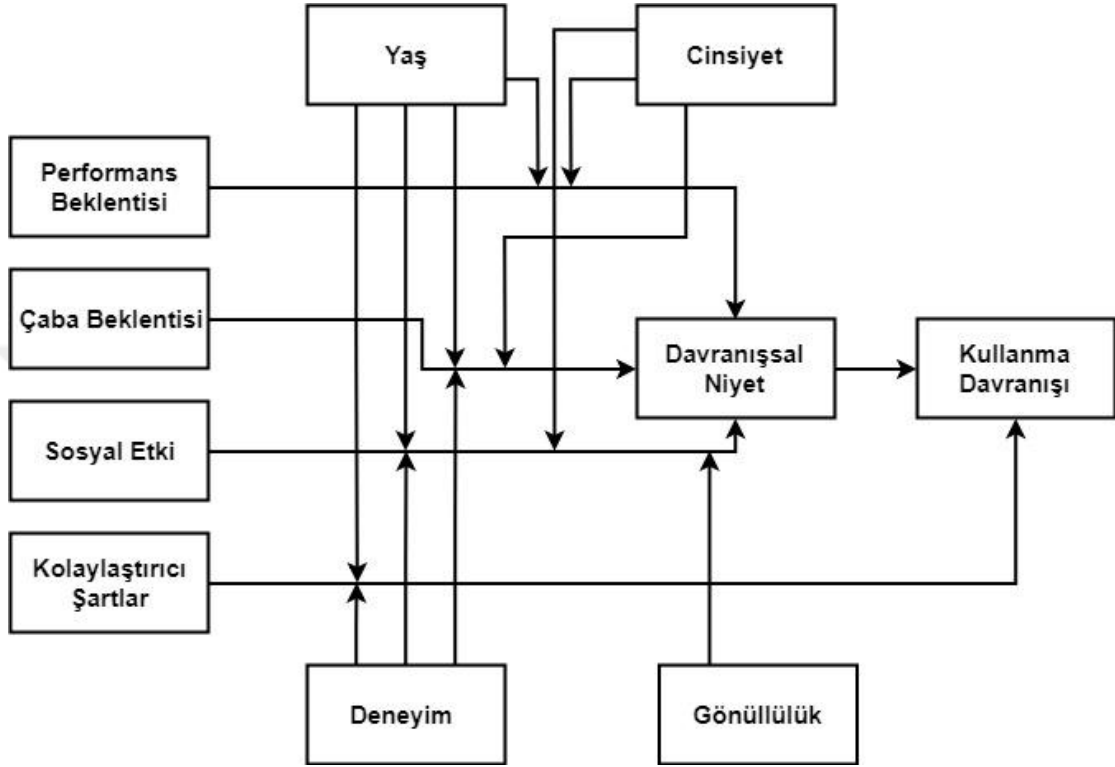 Yaş
Cinsiyet
Performans
Beklentisi
Çaba Beklentisi
Davranışsal
Niyet
Kullanma
Davranışı
Sosyal Etki
Kolaylaştırıcı
Şartlar
Deneyim
Gönüllülük